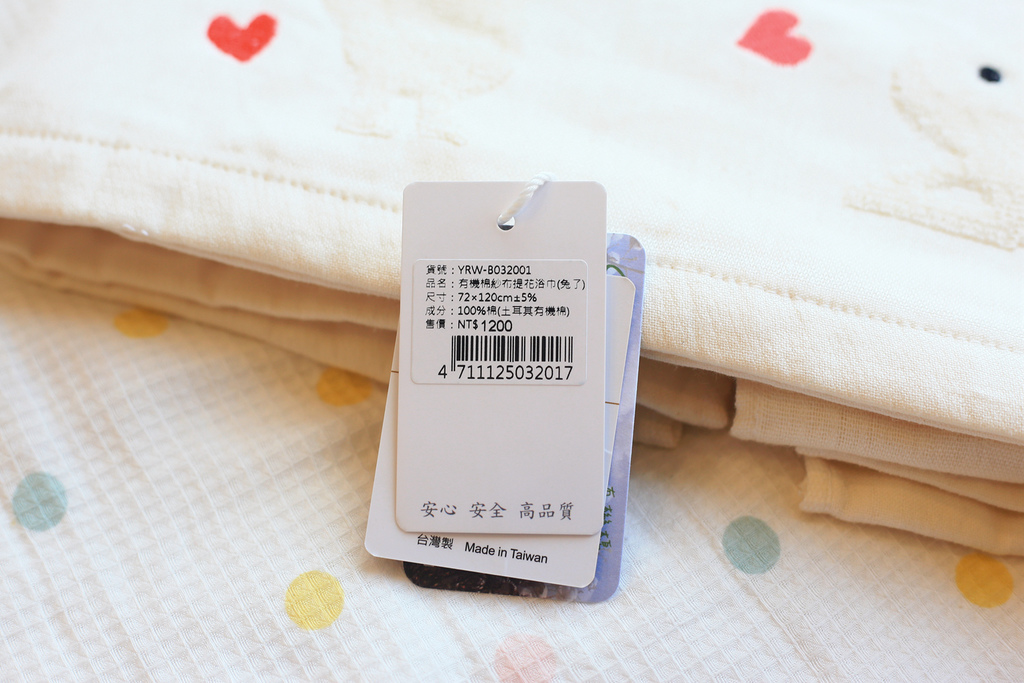 貨號：YRW-B032001
品名：有機棉紗布提花浴巾(兔了)
尺寸：72×120cm±5%
成分：100%棉(土耳其有機棉)
售價：NT$ 1200
4 711125032017
安心 安全 高品質
台灣製 Made in Taiwan